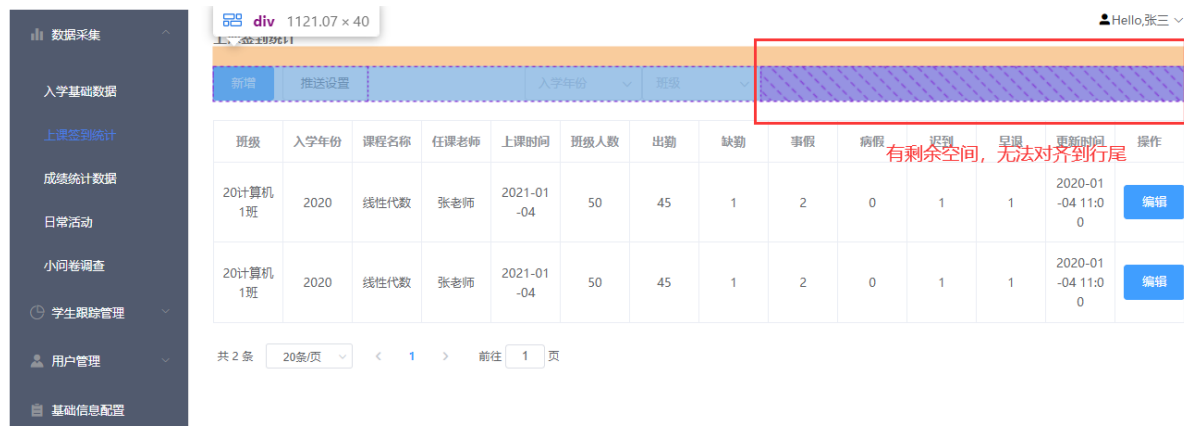 div 1121.07 × 40
Hello,张三
数据采集
上课签到统计
新增
推送设置
入学年份
班级
入学基础数据
上课签到统计
成绩统计数据
日常活动
小问卷调查
学生跟踪管理
用户管理
基础信息配置
班级 入学年份 课程名称 任课老师 上课时间 班级人数 出勤 缺勤 事假 病假 迟到 早退 更新时间 操作
有剩余空间，无法对齐到行尾
20计算机
1班
2020 线性代数 张老师
2021-01
-04
50 45 1 2 0 1 1
2020-01
-04 11:0
0
编辑
20计算机
1班
2020 线性代数 张老师
2021-01
-04
50 45 1 2 0 1 1
2020-01
-04 11:0
0
编辑
共 2 条 20条/页 1 前往 1 页